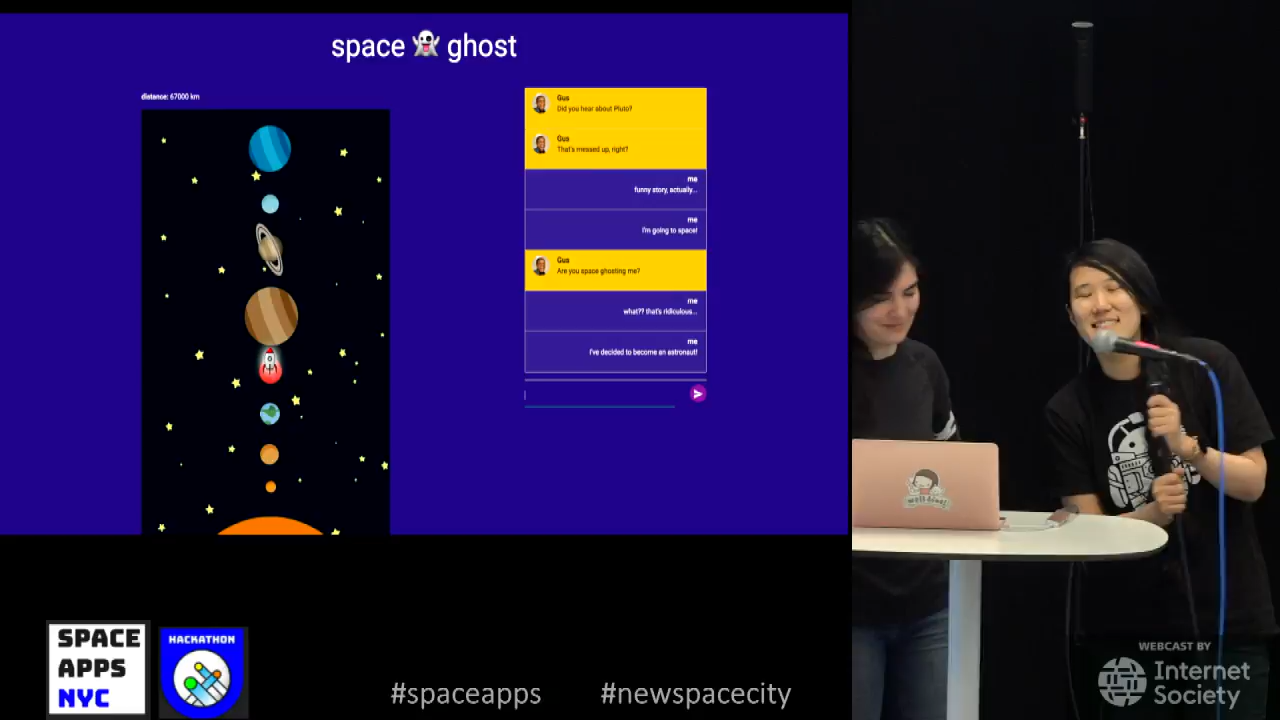 space 👻 ghost
distance: 67000 km
Gus
Did you hear about Pluto?
Gus
That's messed up, right?
me
funny story, actually...
me
I'm going to space!
Gus
Are you space ghosting me?
me
what?? that's ridiculous...
me
I've decided to become an astronaut!
SPACE
APPS
NYC
HACKATHON
#spaceapps
#newspacecity
WEBCAST BY
Internet
Society